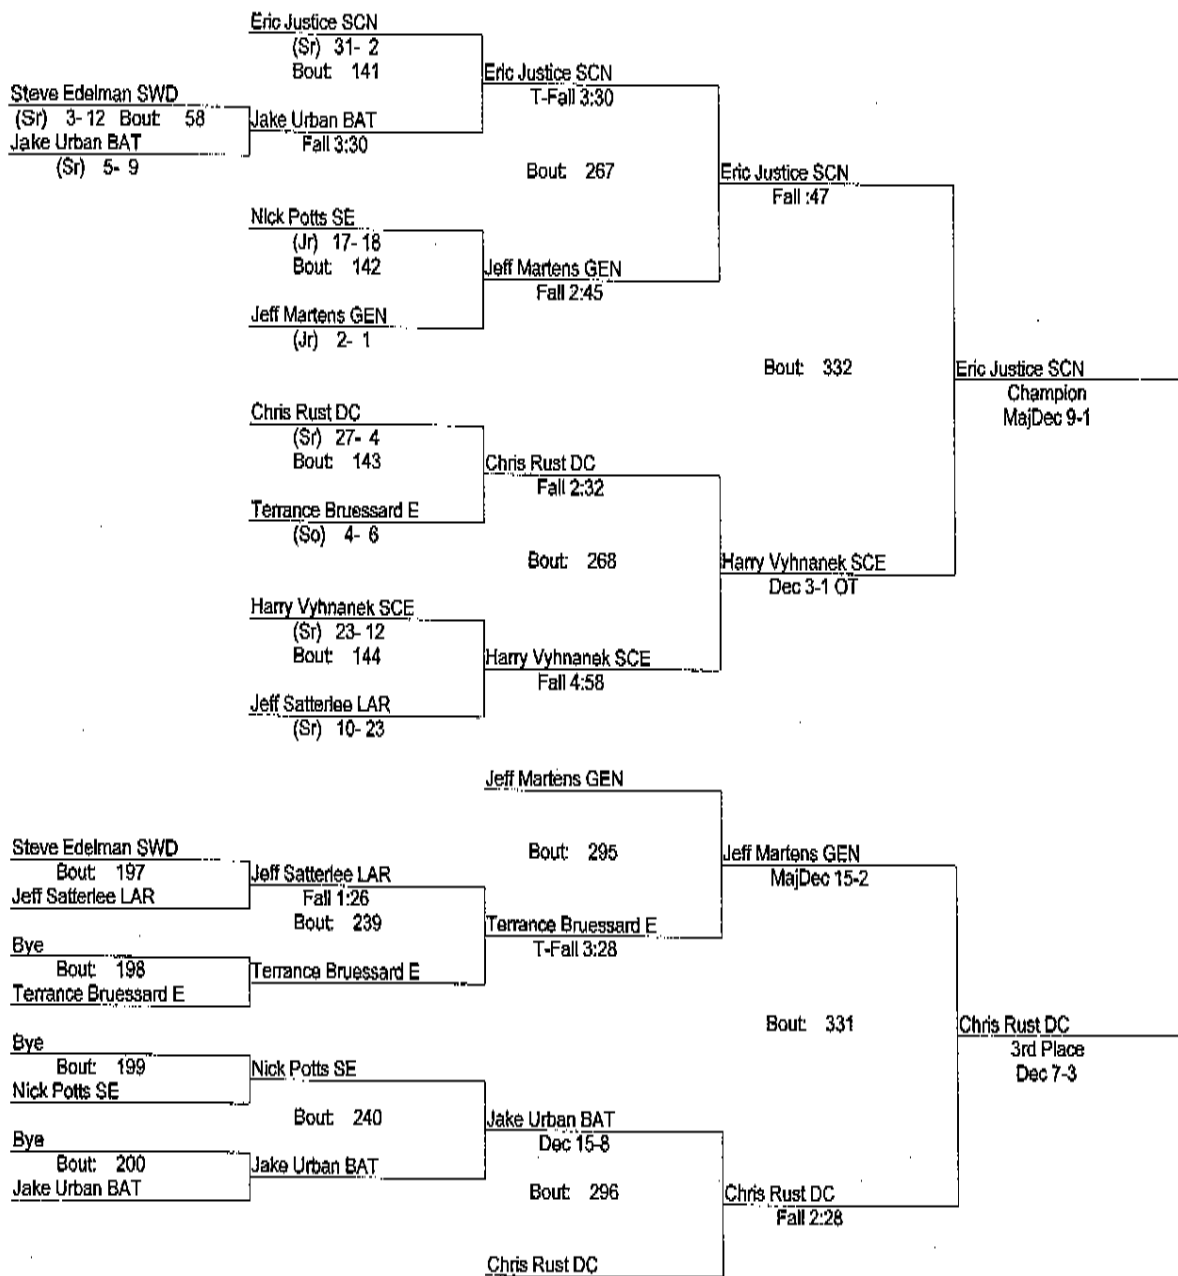 Eric Justice SCN
(Sr) 31- 2
Bout: 141
Eric Justice SCN
T-Fall 3:30
Steve Edelman SWD
(Sr) 3- 12 Bout: 58
Jake Urban BAT
Fall 3:30
Jake Urban BAT
(Sr) 5- 9
Bout: 267
Eric Justice SCN
Fall :47
Nick Potts SE
(Jr) 17- 18
Bout: 142
Jeff Martens GEN
Fall 2:45
Jeff Martens GEN
(Jr) 2- 1
Bout: 332
Eric Justice SCN
Champion
MajDec 9-1
Chris Rust DC
(Sr) 27- 4
Bout: 143
Chris Rust DC
Fall 2:32
Terrance Bruessard E
(So) 4- 6
Bout: 268
Harry Vyhnanek SCE
Dec 3-1 OT
Harry Vyhnanek SCE
(Sr) 23- 12
Bout: 144
Harry Vyhnanek SCE
Fall 4:58
Jeff Satterlee LAR
(Sr) 10- 23
Jeff Martens GEN
Steve Edelman SWD
Bout: 197
Jeff Satterlee LAR
Jeff Satterlee LAR
Fall 1:26
Bout: 239
Bout: 295
Jeff Martens GEN
MajDec 15-2
Terrance Bruessard E
T-Fall 3:28
Bye
Bout: 198
Terrance Bruessard E
Terrance Bruessard E
Bout: 331
Chris Rust DC
3rd Place
Dec 7-3
Bye
Bout: 199
Nick Potts SE
Nick Potts SE
Bout: 240
Jake Urban BAT
Dec 15-8
Bye
Bout: 200
Jake Urban BAT
Jake Urban BAT
Bout: 296
Chris Rust DC
Fall 2:28
Chris Rust DC